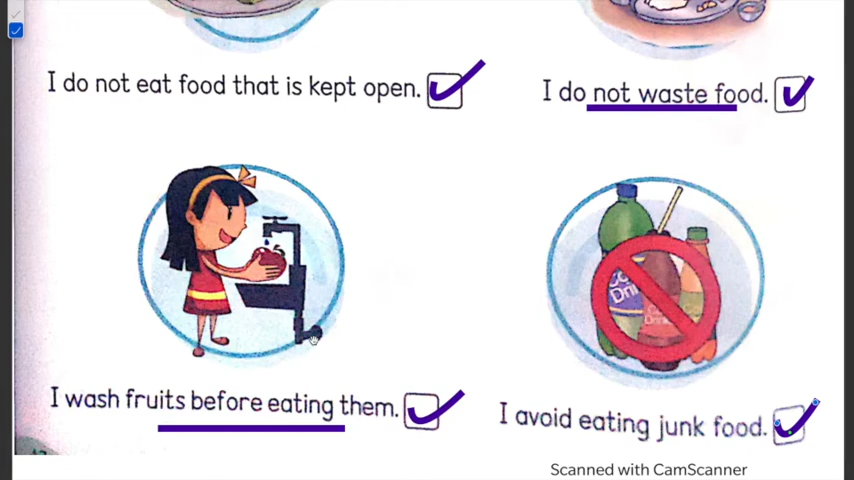 I do not eat food that is kept open.
I do not waste food.
I wash fruits before eating them.
I avoid eating junk food.
Scanned with CamScanner